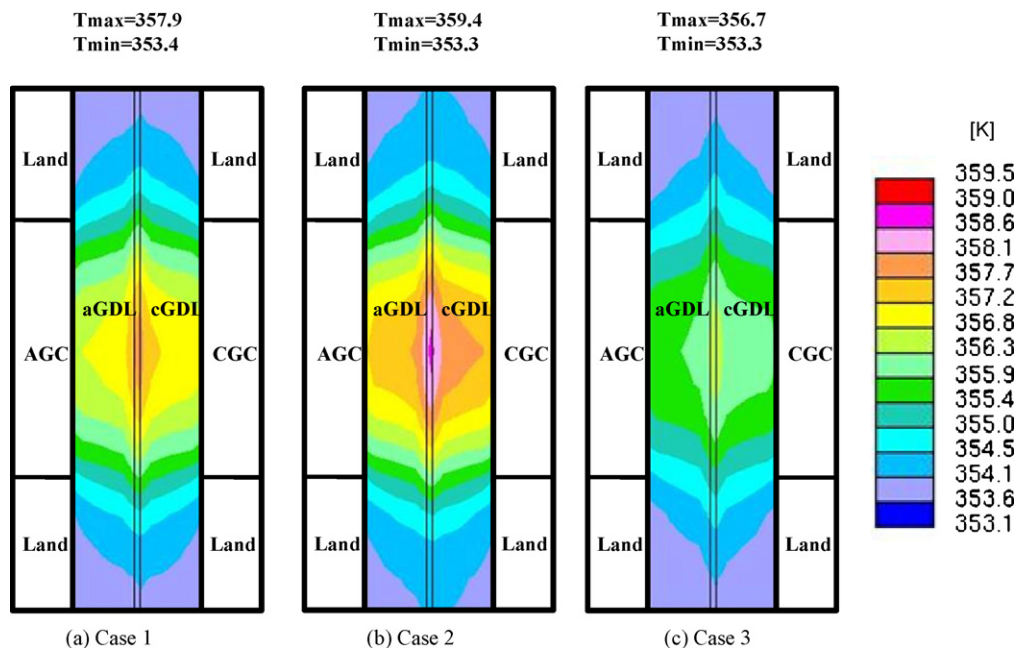 Tmax=357.9
Tmin=353.4
Tmax=359.4
Tmin=353.3
Tmax=356.7
Tmin=353.3
Land Land Land Land Land Land
aGDL cGDL aGDL cGDL aGDL cGDL
AGC CGC AGC CGC AGC CGC
Land Land Land Land Land Land
(a) Case 1
(b) Case 2
(c) Case 3
[K]
359.5
359.0
358.6
358.1
357.7
357.2
356.8
356.3
355.9
355.4
355.0
354.5
354.1
353.6
353.1